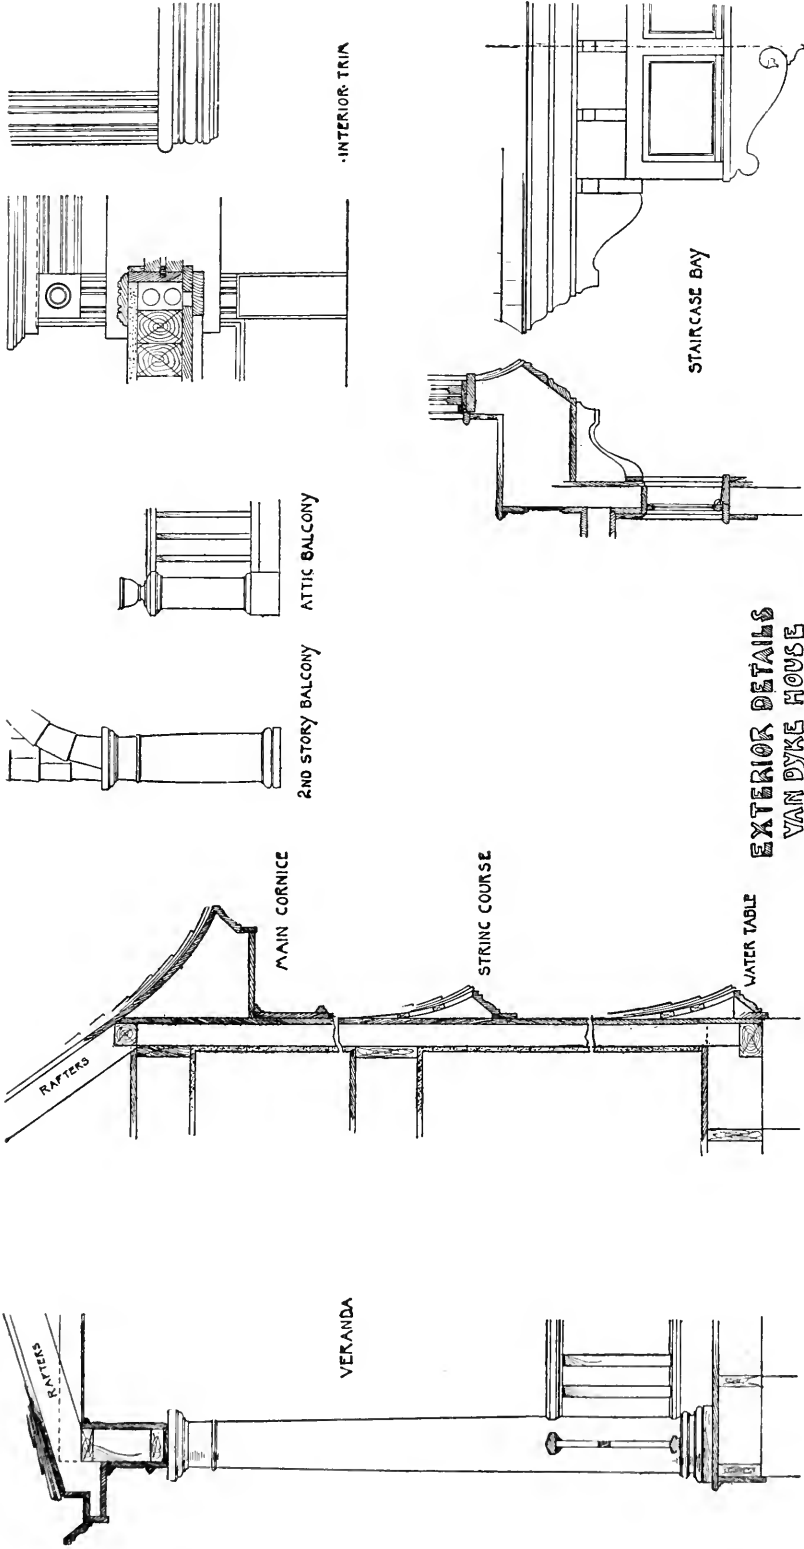 RAFTERS
VERANDA
RAFTERS
MAIN CORNICE
STRING COURSE
WATER TABLE
2ND STORY BALCONY
ATTIC BALCONY
EXTERIOR DETAILS
VAN DYKE HOUSE
·INTERIOR·TRIM
STAIRCASE BAY